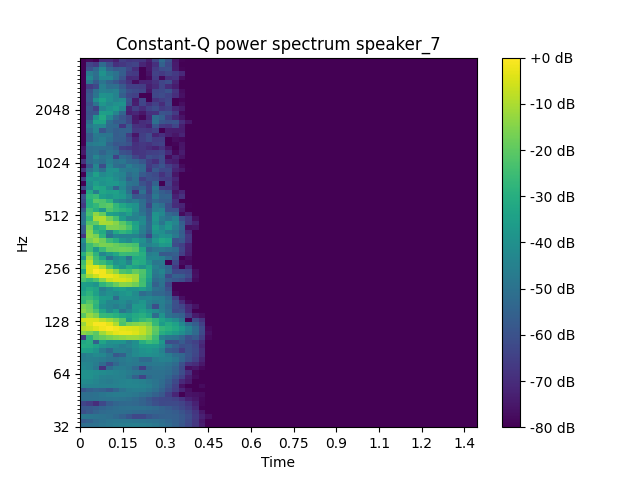 Constant-Q power spectrum speaker_7
Hz
2048
1024
512
256
128
64
32
0 0.15 0.3 0.45 0.6 0.75 0.9 1.1 1.2 1.4
Time
+0 dB
-10 dB
-20 dB
-30 dB
-40 dB
-50 dB
-60 dB
-70 dB
-80 dB